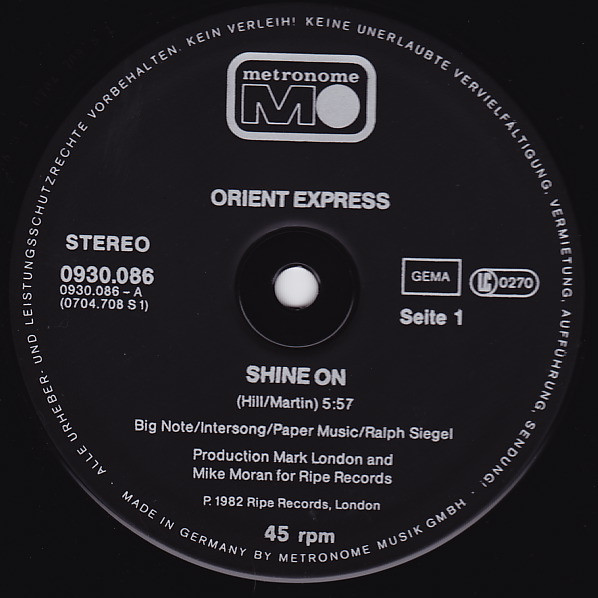 metronome
MO
ORIENT EXPRESS
STEREO
0930.086
0930.086 – A
(0704.708 S 1)
GEMA
LC 0270
Seite 1
SHINE ON
(Hill/Martin) 5:57
Big Note/Intersong/Paper Music/Ralph Siegel
Production Mark London and
Mike Moran for Ripe Records
P. 1982 Ripe Records, London
45 rpm
· ALLE URHEBER- UND LEISTUNGSSCHUTZRECHTE VORBEHALTEN. KEIN VERLEIH! KEINE UNERLAUBTE VERVIELFÄLTIGUNG, VERMIETUNG, AUFFÜHRUNG, SENDUNG! ·
MADE IN GERMANY BY METRONOME MUSIK GMBH